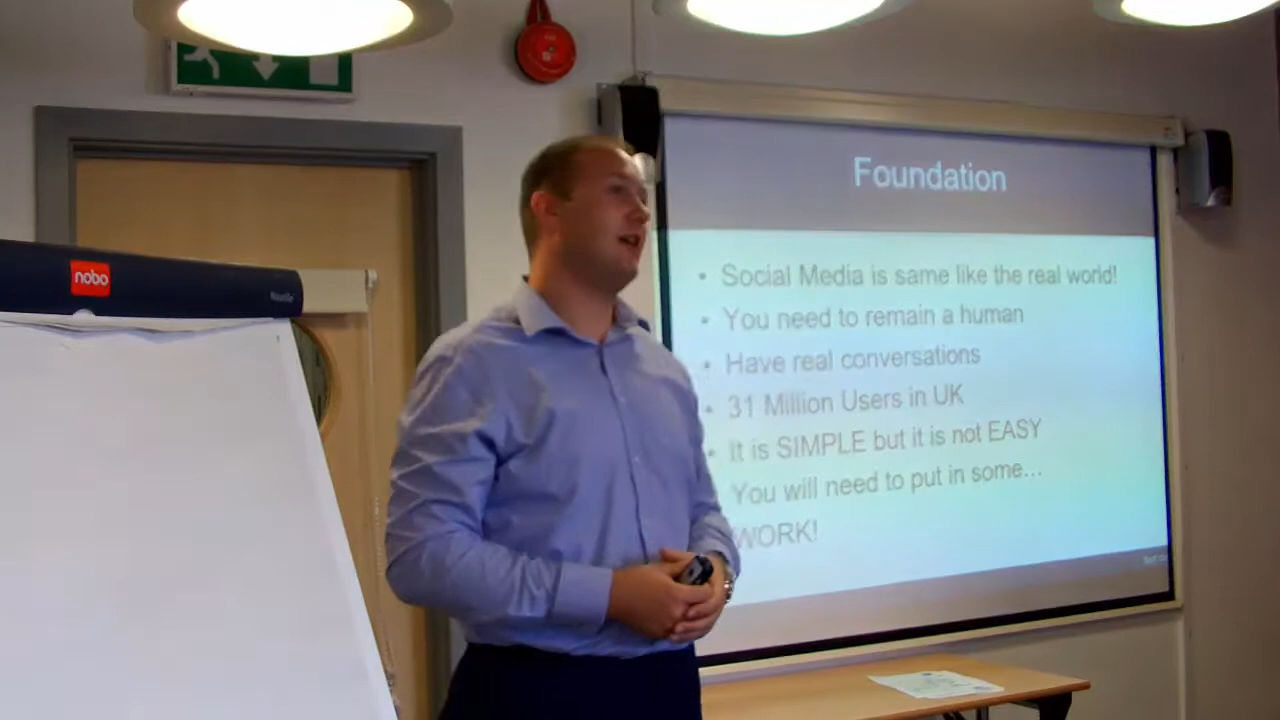 nobo
Foundation
• Social Media is same like the real world!
• You need to remain a human
• Have real conversations
• 31 Million Users in UK
• It is SIMPLE but it is not EASY
You will need to put in some...
WORK!